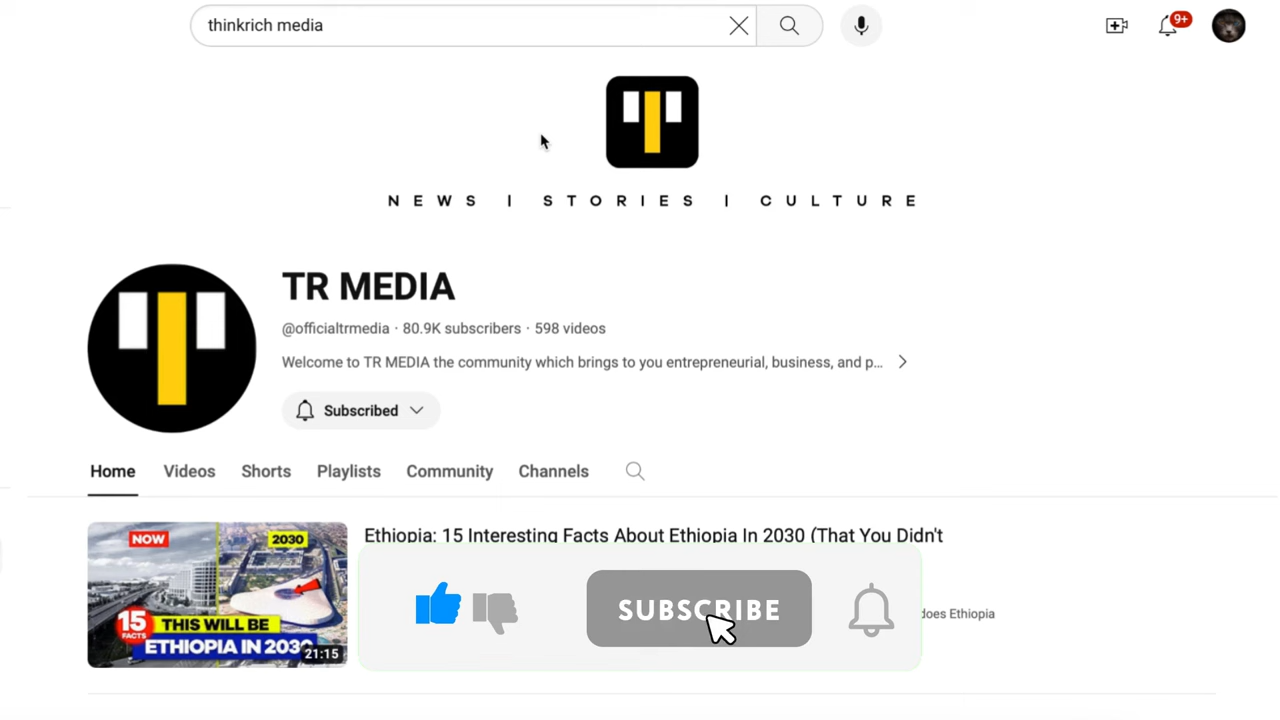 thinkrich media
9+
NEWS | STORIES | CULTURE
TR MEDIA
@officialtrmedia · 80.9K subscribers · 598 videos
Welcome to TR MEDIA the community which brings to you entrepreneurial, business, and p...
Subscribed
Home Videos Shorts Playlists Community Channels
Ethiopia: 15 Interesting Facts About Ethiopia In 2030 (That You Didn't
NOW
2030
15
FACTS
THIS WILL BE
ETHIOPIA IN 2030
21:15
SUBSCRIBE
does Ethiopia